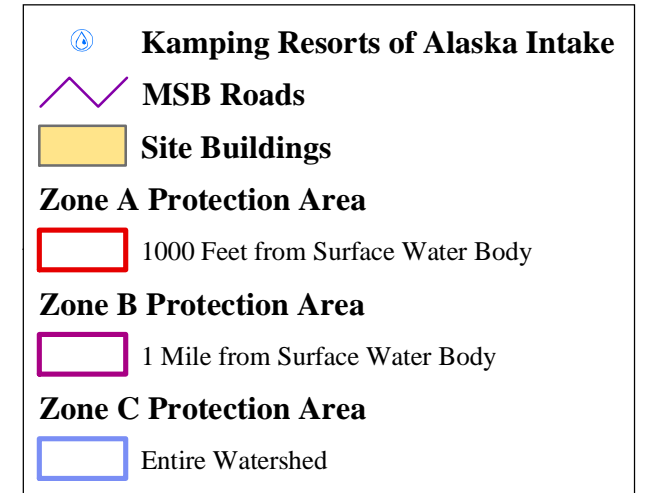 Kamping Resorts of Alaska Intake
MSB Roads
Site Buildings
Zone A Protection Area
1000 Feet from Surface Water Body
Zone B Protection Area
1 Mile from Surface Water Body
Zone C Protection Area
Entire Watershed